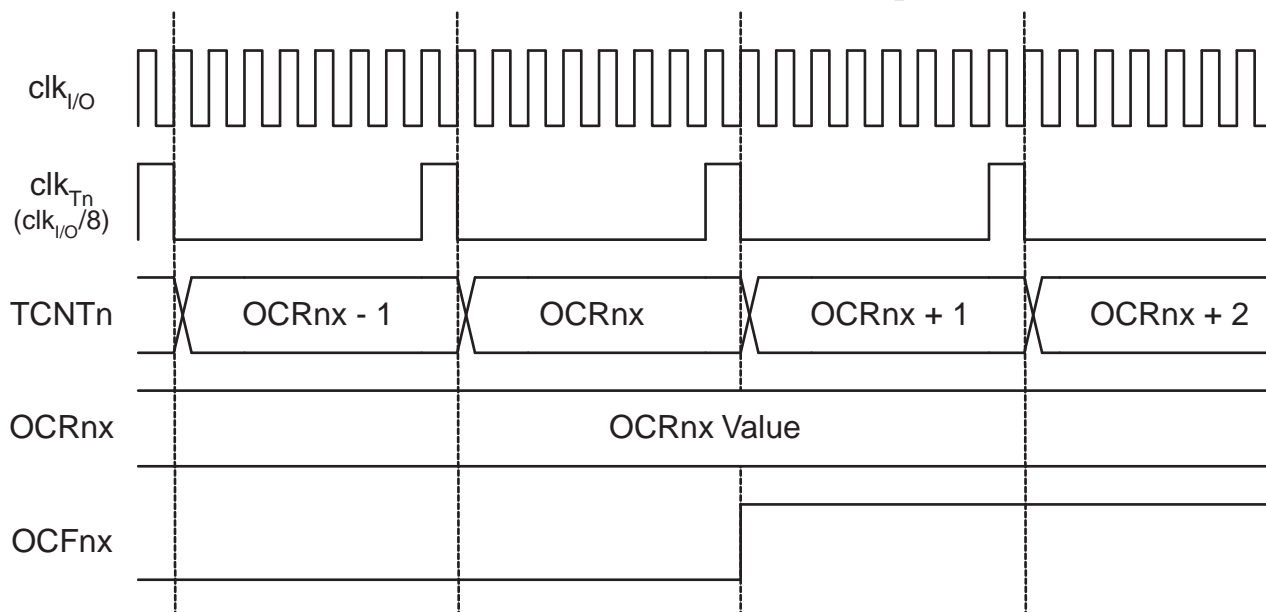 clkI/O
clkTn
(clkI/O/8)
TCNTn OCRnx - 1 OCRnx OCRnx + 1 OCRnx + 2
OCRnx OCRnx Value
OCFnx